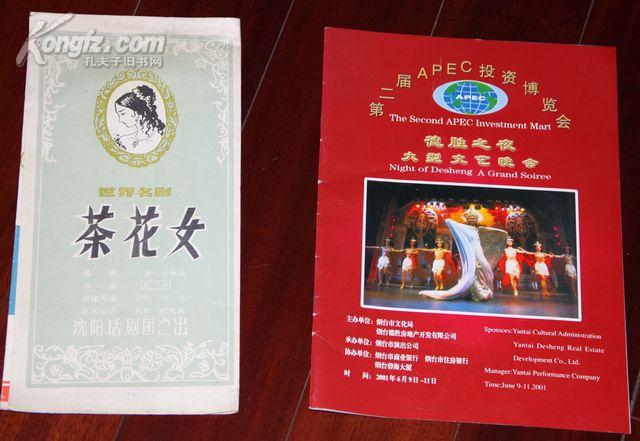 Kongfz.com
孔夫子旧书网
世界名剧
茶花女
沈阳话剧团演出
第二届APEC投资博览会
APEC
The Second APEC Investment Mart
德胜之夜
大型文艺晚会
Night of Desheng A Grand Soiree
主办单位:烟台市文化局
烟台德胜房地产开发有限公司
承办单位:烟台市演出公司
协办单位:烟台市商业银行 烟台市住房银行
烟台碧海大厦
时 间:2001年6月9日~11日
Sponsors:Yantai Cultural Administration
Yantai Desheng Real Estate
Development Co., Ltd.
Manager:Yantai Performance Company
Time:June 9-11.2001